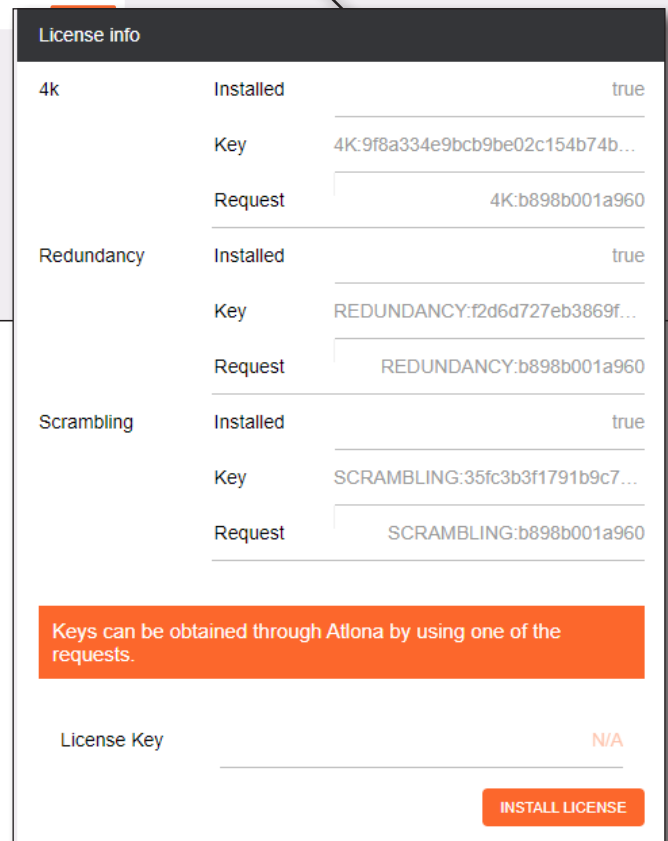 License info
4k Installed true
Key 4K:9f8a334e9bcb9be02c154b74b...
Request 4K:b898b001a960
Redundancy Installed true
Key REDUNDANCY:f2d6d727eb3869f...
Request REDUNDANCY:b898b001a960
Scrambling Installed true
Key SCRAMBLING:35fc3b3f1791b9c7...
Request SCRAMBLING:b898b001a960
Keys can be obtained through Atlona by using one of the
requests.
License Key N/A
INSTALL LICENSE